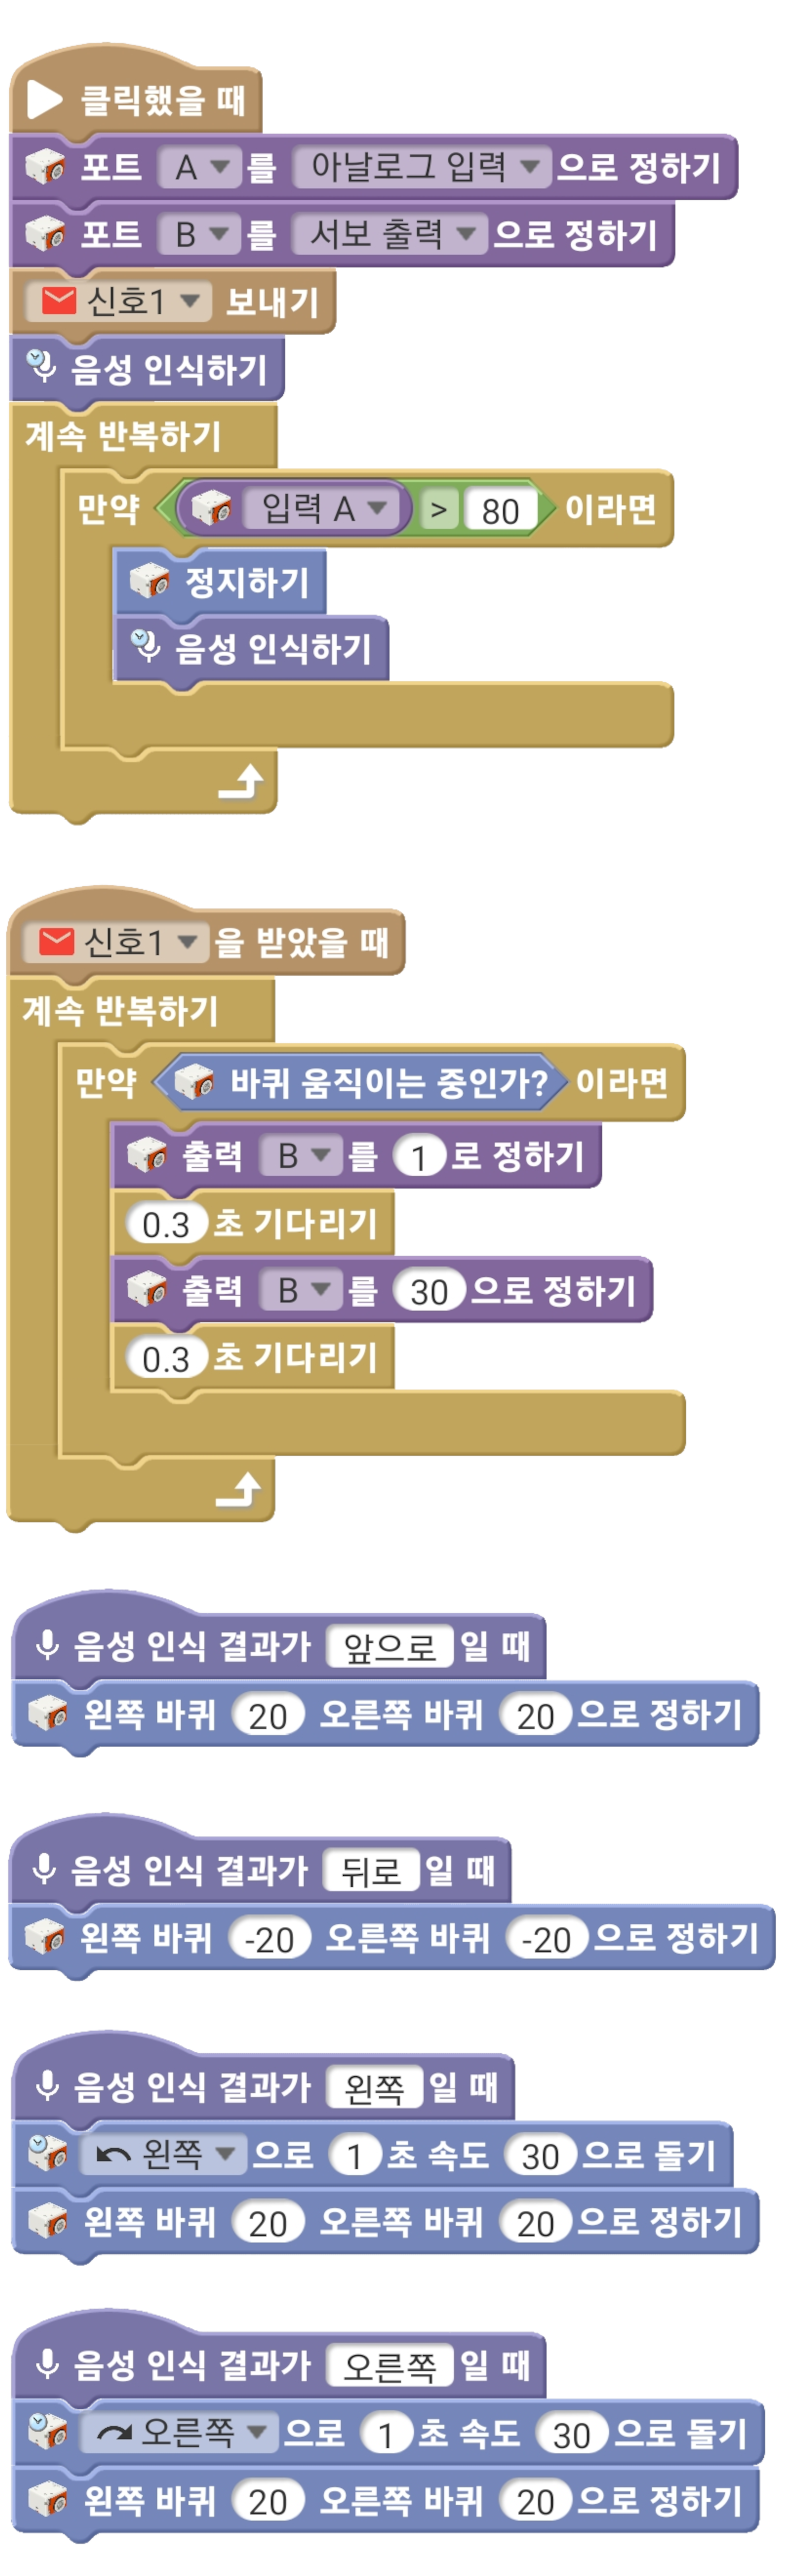 클릭했을 때
포트 A 를 아날로그 입력 으로 정하기
포트 B 를 서보 출력 으로 정하기
신호1 보내기
음성 인식하기
계속 반복하기
만약 입력 A > 80 이라면
정지하기
음성 인식하기
신호1 을 받았을 때
계속 반복하기
만약 바퀴 움직이는 중인가? 이라면
출력 B 를 1 로 정하기
0.3 초 기다리기
출력 B 를 30 으로 정하기
0.3 초 기다리기
음성 인식 결과가 앞으로 일 때
왼쪽 바퀴 20 오른쪽 바퀴 20 으로 정하기
음성 인식 결과가 뒤로 일 때
왼쪽 바퀴 -20 오른쪽 바퀴 -20 으로 정하기
음성 인식 결과가 왼쪽 일 때
왼쪽 으로 1 초 속도 30 으로 돌기
왼쪽 바퀴 20 오른쪽 바퀴 20 으로 정하기
음성 인식 결과가 오른쪽 일 때
오른쪽 으로 1 초 속도 30 으로 돌기
왼쪽 바퀴 20 오른쪽 바퀴 20 으로 정하기